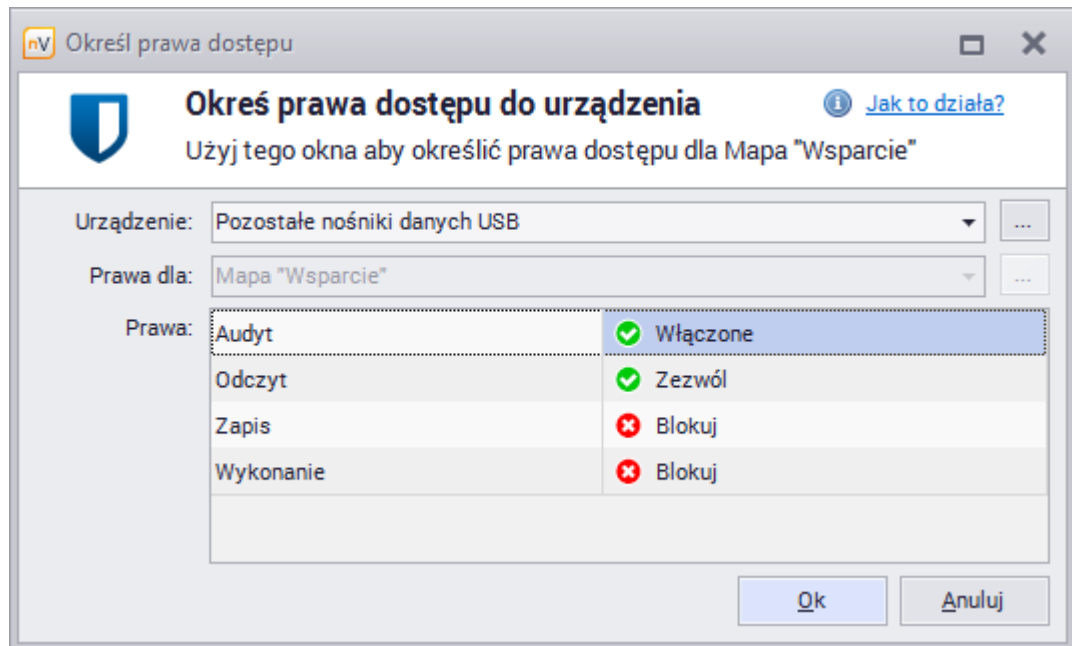 nV Określ prawa dostępu
Okreś prawa dostępu do urządzenia
Jak to działa?
Użyj tego okna aby określić prawa dostępu dla Mapa "Wsparcie"
Urządzenie: Pozostałe nośniki danych USB ...
Prawa dla: Mapa "Wsparcie" ...
Prawa:
Audyt Włączone
Odczyt Zezwól
Zapis Blokuj
Wykonanie Blokuj
Ok Anuluj